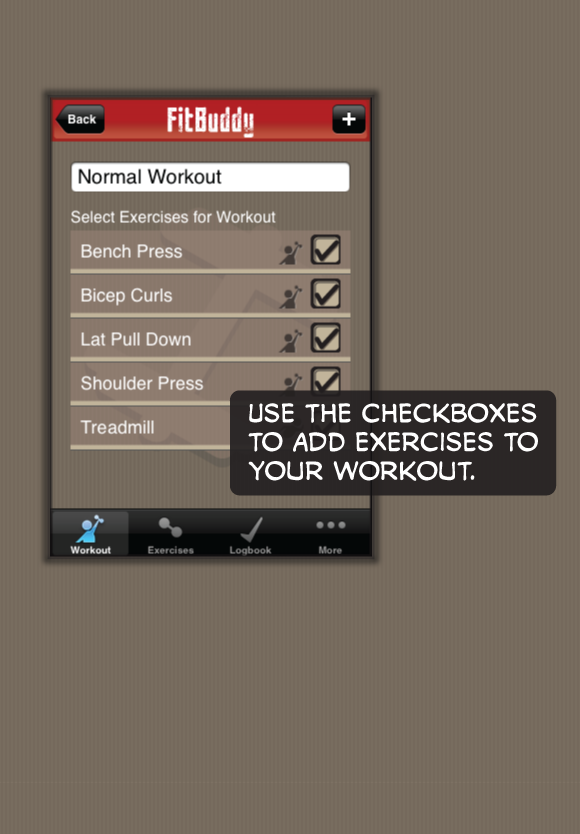 Back
FitBuddy
+
Normal Workout
Select Exercises for Workout
Bench Press
Bicep Curls
Lat Pull Down
Shoulder Press
Treadmill
USE THE CHECKBOXES
TO ADD EXERCISES TO
YOUR WORKOUT.
Workout
Exercises
Logbook
More